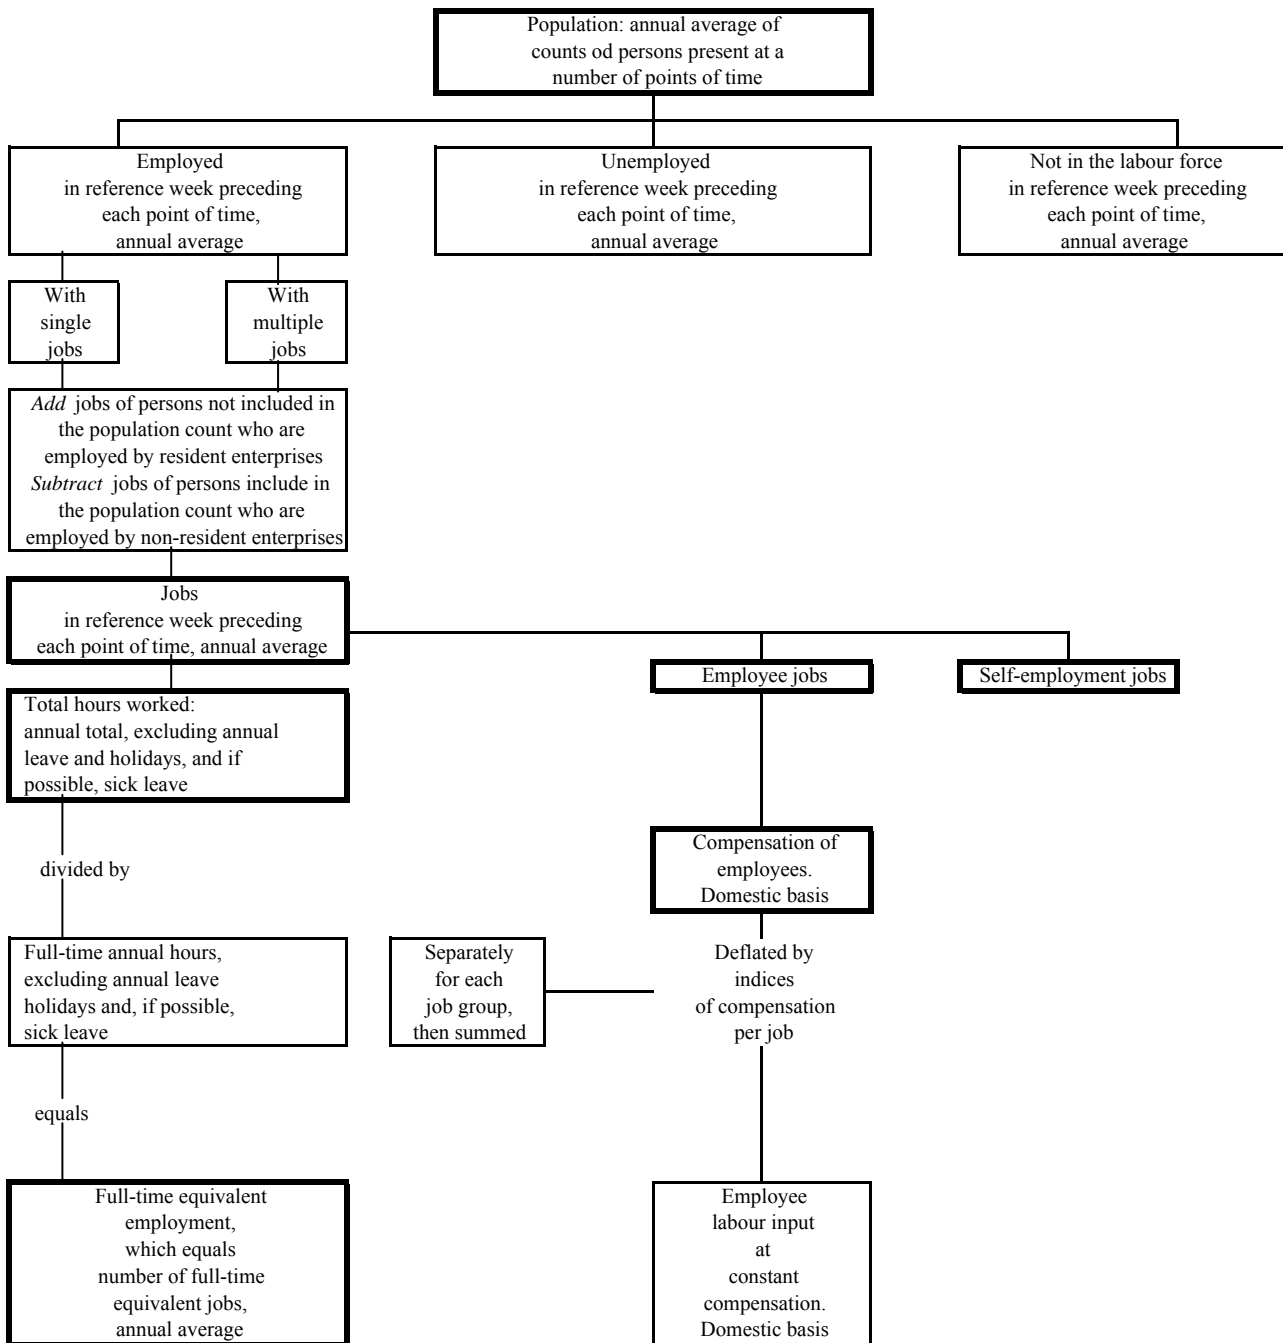 Population: annual average of
counts od persons present at a
number of points of time
Employed
in reference week preceding
each point of time,
annual average
Unemployed
in reference week preceding
each point of time,
annual average
Not in the labour force
in reference week preceding
each point of time,
annual average
With
single
jobs
With
multiple
jobs
Add jobs of persons not included in
the population count who are
employed by resident enterprises
Subtract jobs of persons include in
the population count who are
employed by non-resident enterprises
Jobs
in reference week preceding
each point of time, annual average
Employee jobs
Self-employment jobs
Total hours worked:
annual total, excluding annual
leave and holidays, and if
possible, sick leave
divided by
Compensation of
employees.
Domestic basis
Full-time annual hours,
excluding annual leave
holidays and, if possible,
sick leave
Separately
for each
job group,
then summed
Deflated by
indices
of compensation
per job
equals
Full-time equivalent
employment,
which equals
number of full-time
equivalent jobs,
annual average
Employee
labour input
at
constant
compensation.
Domestic basis